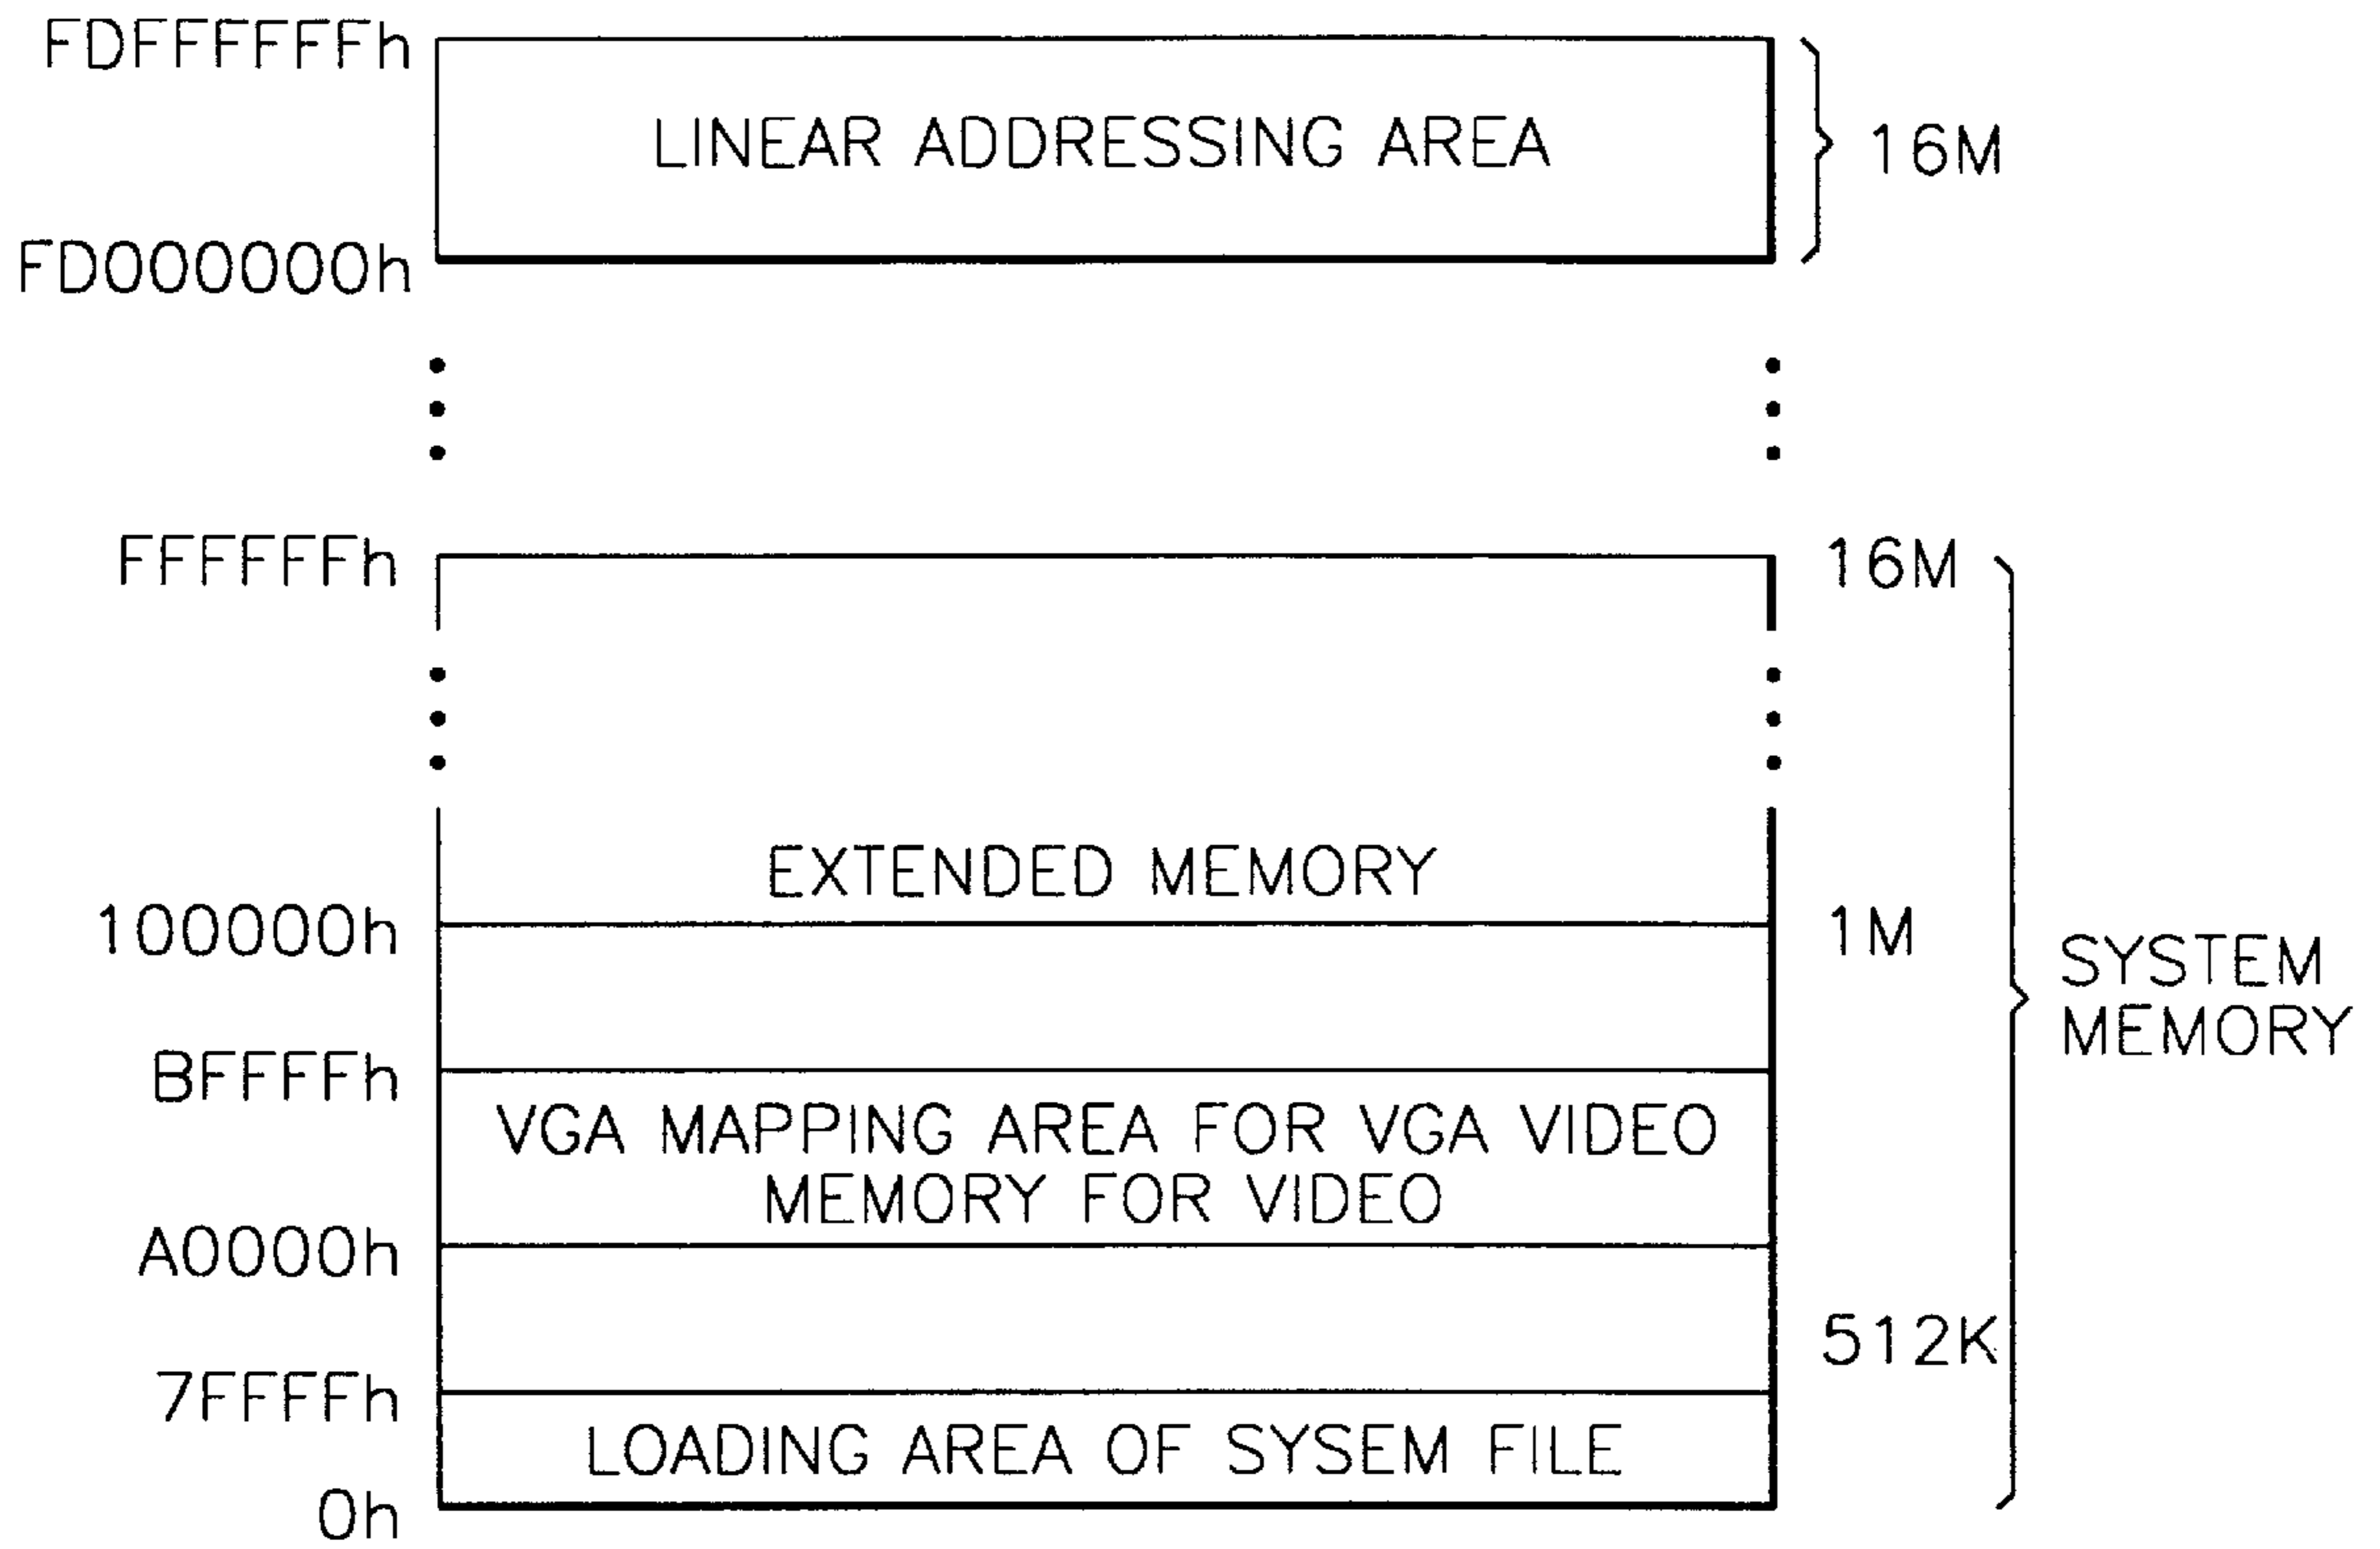 FDFFFFFFh
LINEAR ADDRESSING AREA
16M
FD000000h
FFFFFFh
16M
EXTENDED MEMORY
100000h
1M
SYSTEM
MEMORY
BFFFFh
VGA MAPPING AREA FOR VGA VIDEO
MEMORY FOR VIDEO
A0000h
512K
7FFFFh
LOADING AREA OF SYSEM FILE
0h